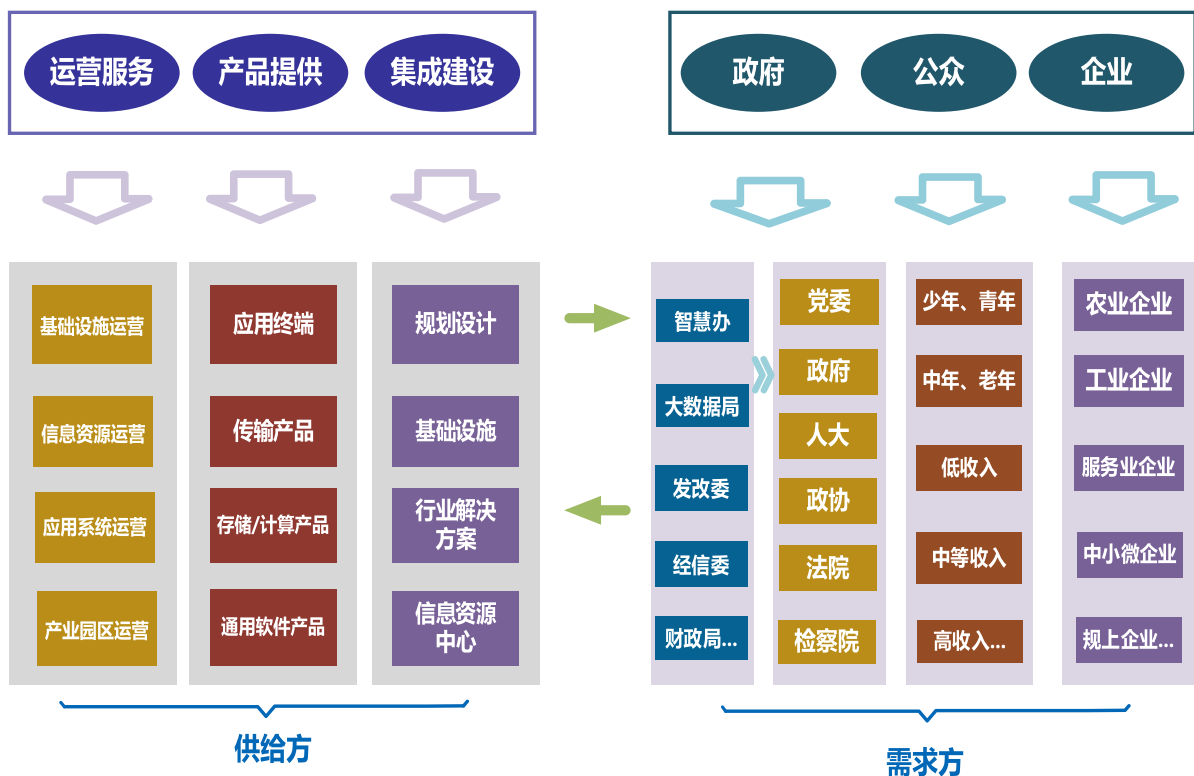 运营服务
产品提供
集成建设
政府
公众
企业
基础设施运营
信息资源运营
应用系统运营
产业园区运营
应用终端
传输产品
存储/计算产品
通用软件产品
规划设计
基础设施
行业解决
方案
信息资源
中心
智慧办
大数据局
发改委
经信委
财政局...
党委
政府
人大
政协
法院
检察院
少年、青年
中年、老年
低收入
中等收入
高收入...
农业企业
工业企业
服务业企业
中小微企业
规上企业...
供给方
需求方